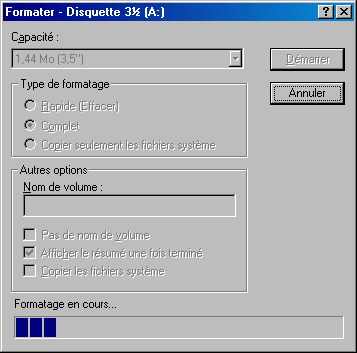 Formater - Disquette 3½ (A:)
Capacité :
1,44 Mo (3,5")
Démarrer
Type de formatage
Rapide (Effacer)
Complet
Copier seulement les fichiers système
Annuler
Autres options
Nom de volume :
Pas de nom de volume
Afficher le résumé une fois terminé
Copier les fichiers système
Formatage en cours...